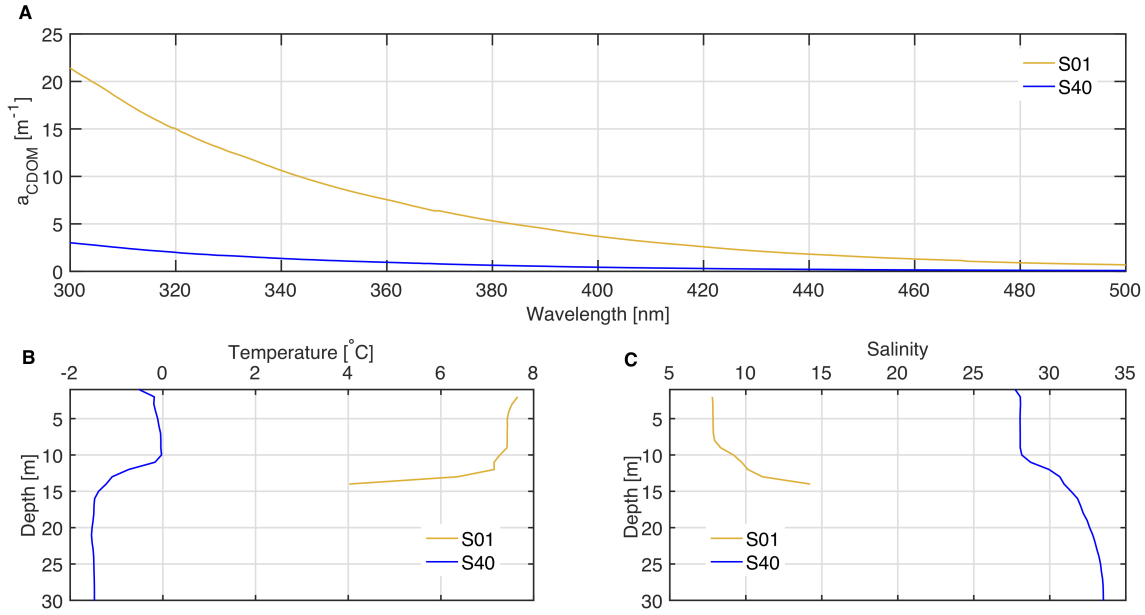 A
25
20
15
10
5
0
a_CDOM [m^-1]
S01
S40
300 320 340 360 380 400 420 440 460 480 500
Wavelength [nm]
B
Temperature [°C]
-2 0 2 4 6 8
5
10
15
20
25
30
Depth [m]
S01
S40
C
Salinity
5 10 15 20 25 30 35
5
10
15
20
25
30
Depth [m]
S01
S40